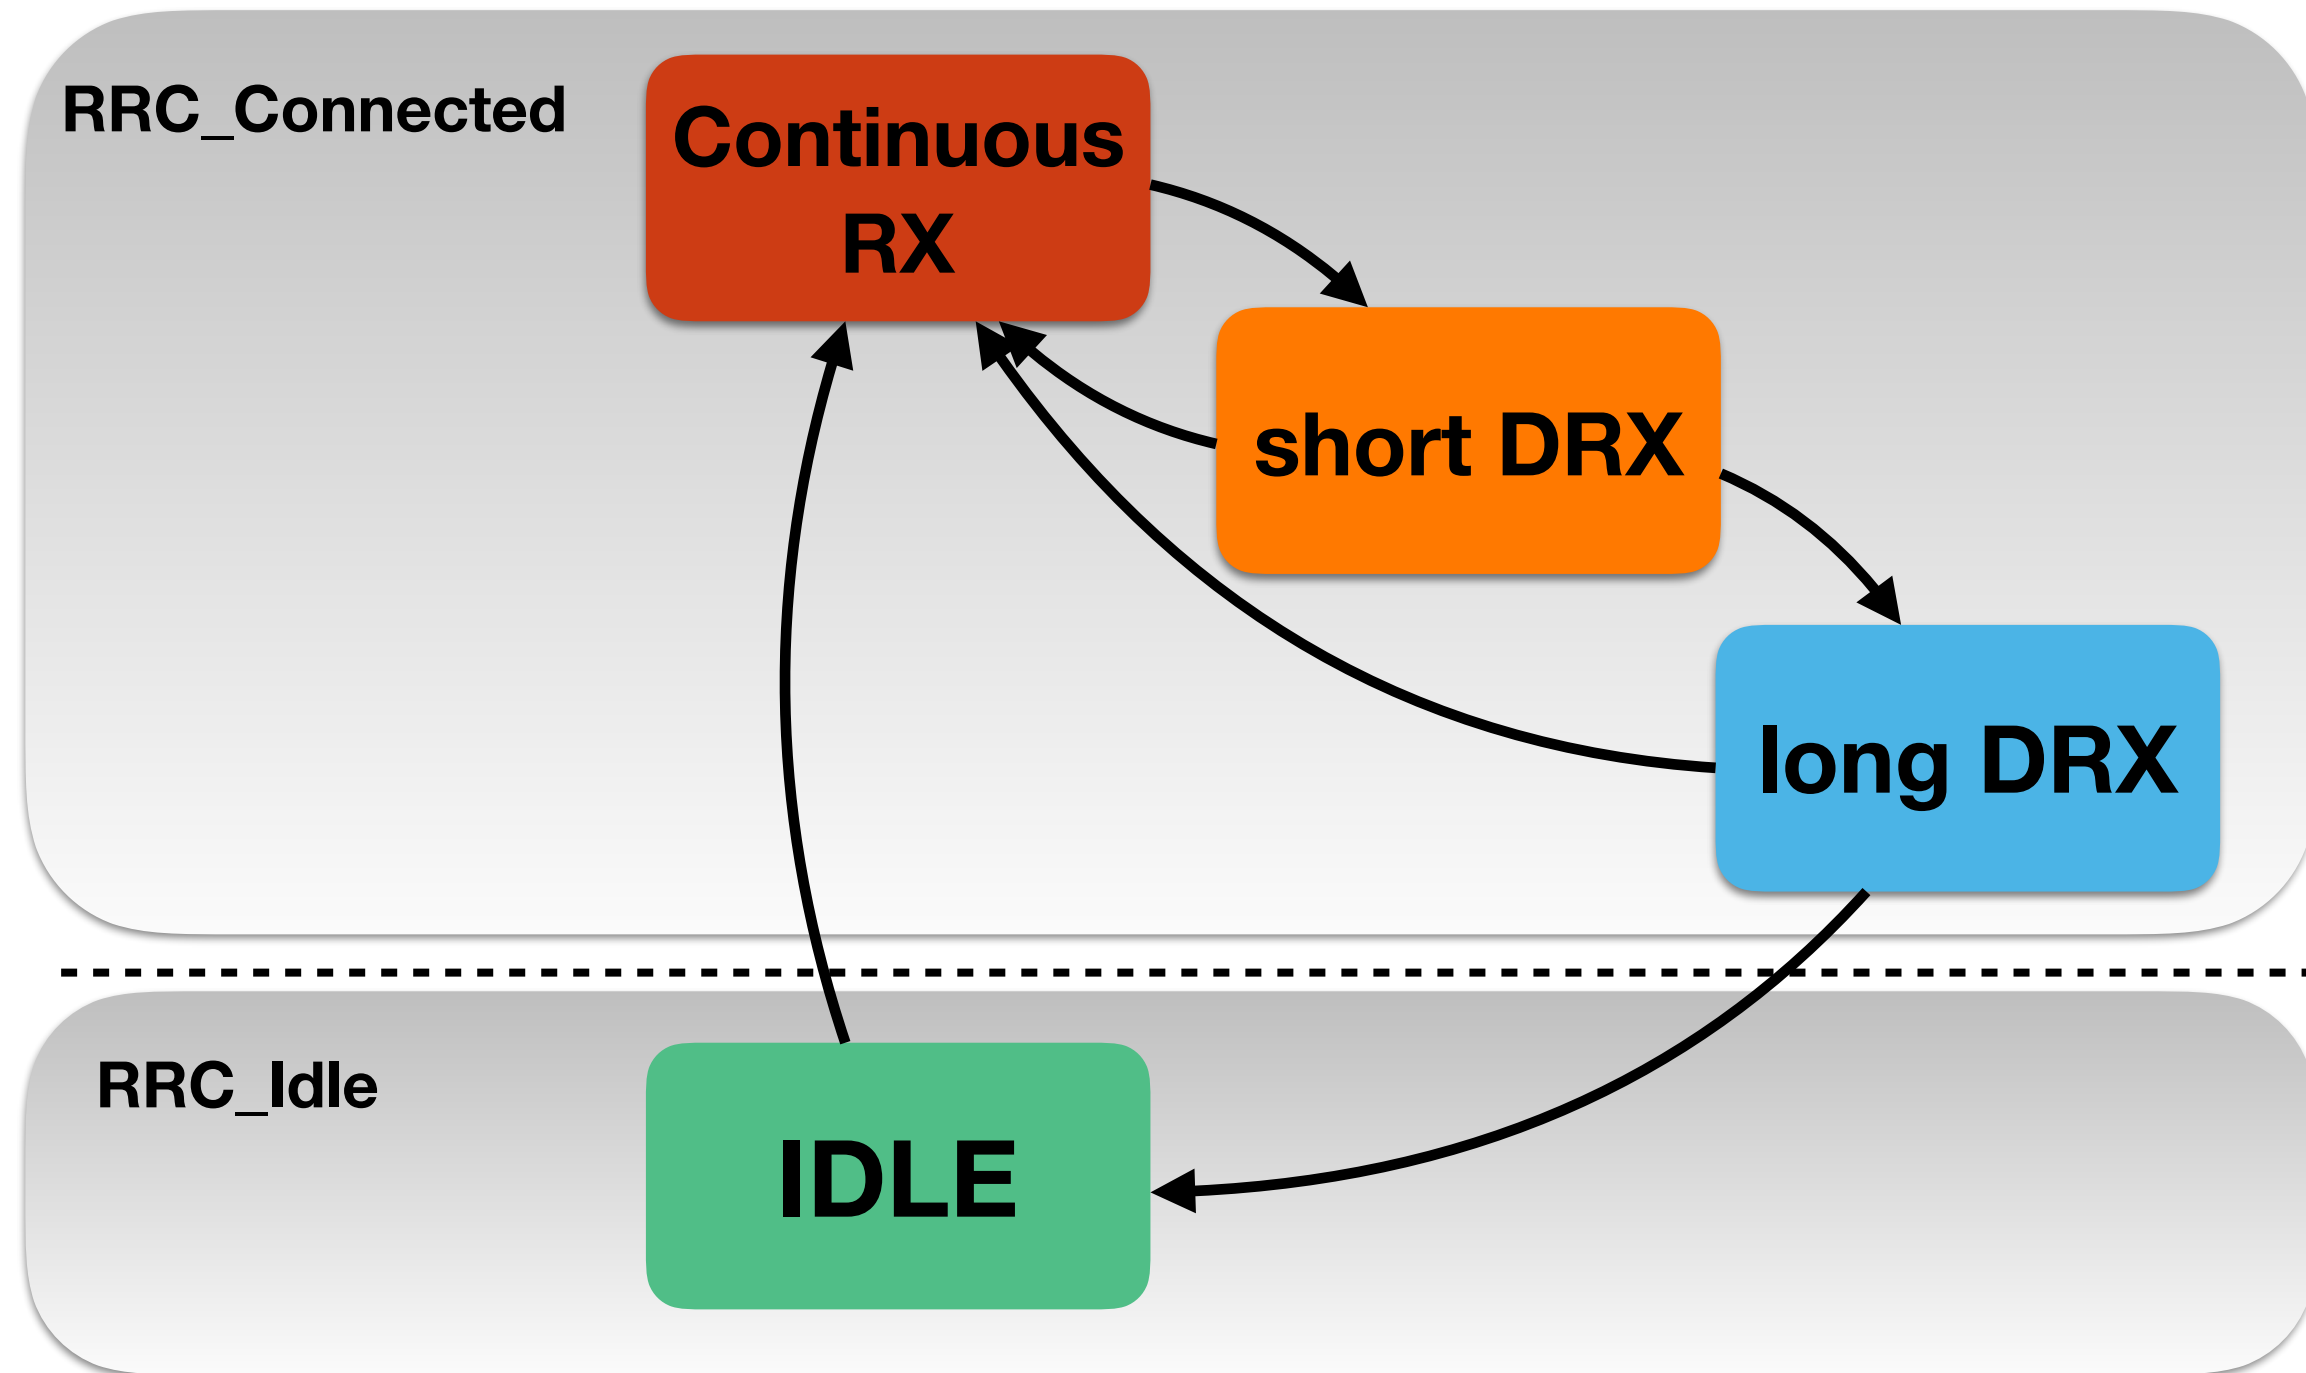 RRC_Connected
Continuous
RX
short DRX
long DRX
RRC_Idle
IDLE